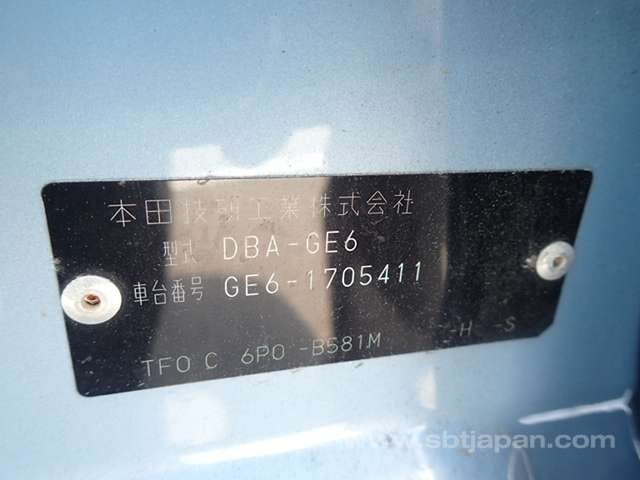 本田技研工業株式会社
型式 DBA-GE6
車台番号 GE6-1705411
TF0 C 6P0 -B581M -H -S
www.sbtjapan.com